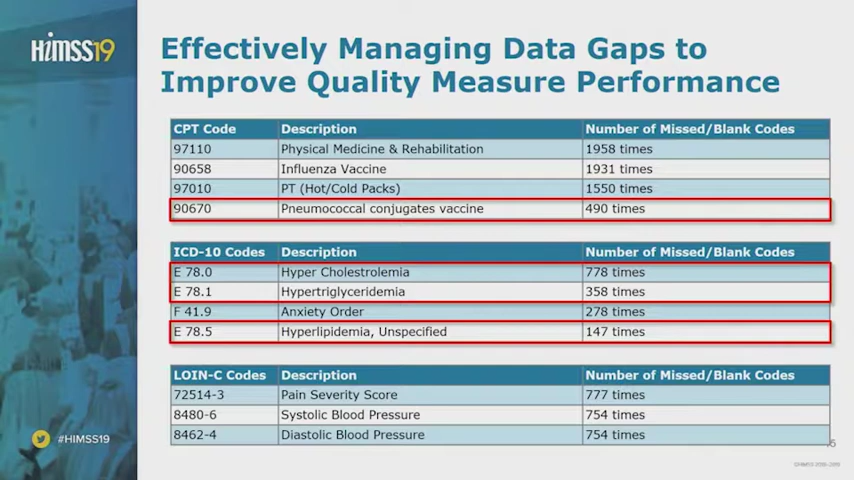 HiMSS19
Effectively Managing Data Gaps to
Improve Quality Measure Performance
CPT Code Description Number of Missed/Blank Codes
97110 Physical Medicine & Rehabilitation 1958 times
90658 Influenza Vaccine 1931 times
97010 PT (Hot/Cold Packs) 1550 times
90670 Pneumococcal conjugates vaccine 490 times
ICD-10 Codes Description Number of Missed/Blank Codes
E 78.0 Hyper Cholestrolemia 778 times
E 78.1 Hypertriglyceridemia 358 times
F 41.9 Anxiety Order 278 times
E 78.5 Hyperlipidemia, Unspecified 147 times
LOIN-C Codes Description Number of Missed/Blank Codes
72514-3 Pain Severity Score 777 times
8480-6 Systolic Blood Pressure 754 times
8462-4 Diastolic Blood Pressure 754 times
#HIMSS19